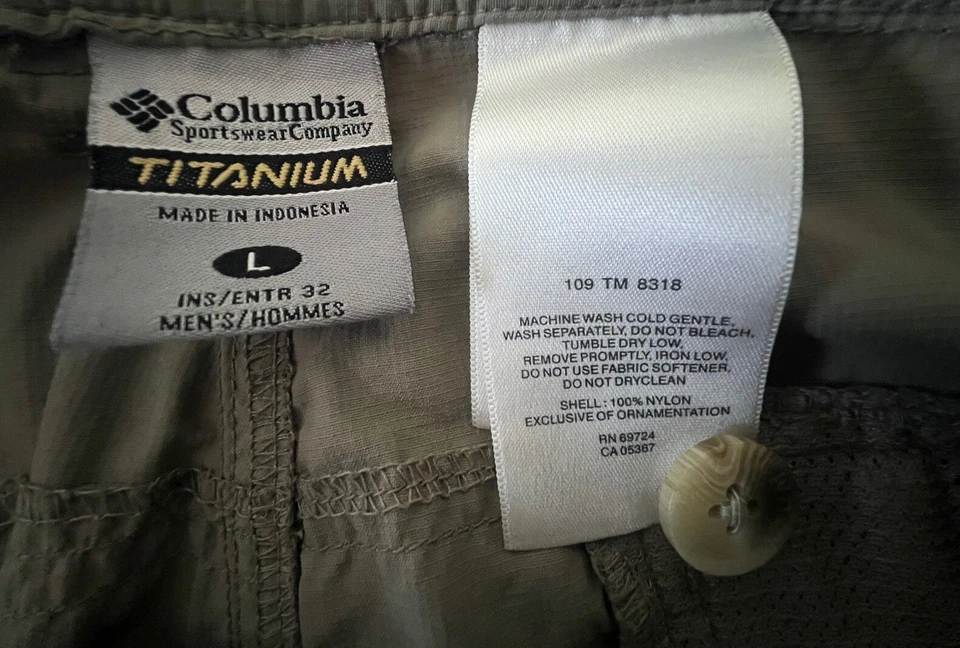 Columbia
SportswearCompany
TITANIUM
MADE IN INDONESIA
L
INS/ENTR 32
MEN'S/HOMMES
109 TM 8318
MACHINE WASH COLD GENTLE,
WASH SEPARATELY, DO NOT BLEACH,
TUMBLE DRY LOW,
REMOVE PROMPTLY, IRON LOW,
DO NOT USE FABRIC SOFTENER,
DO NOT DRYCLEAN
SHELL: 100% NYLON
EXCLUSIVE OF ORNAMENTATION
RN 69724
CA 05367